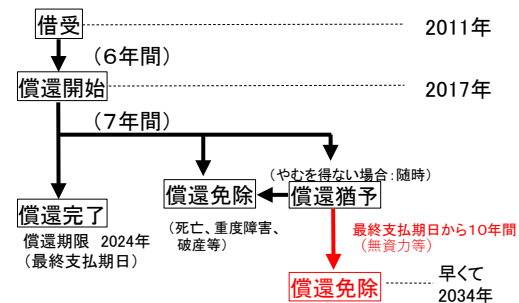 借受
2011年
（6年間）
償還開始
2017年
（7年間）
（やむを得ない場合：随時）
償還免除
償還猶予
償還完了
（死亡、重度障害、
破産等）
償還期限　2024年
（最終支払期日）
最終支払期日から10年間
（無資力等）
償還免除
早くて
2034年